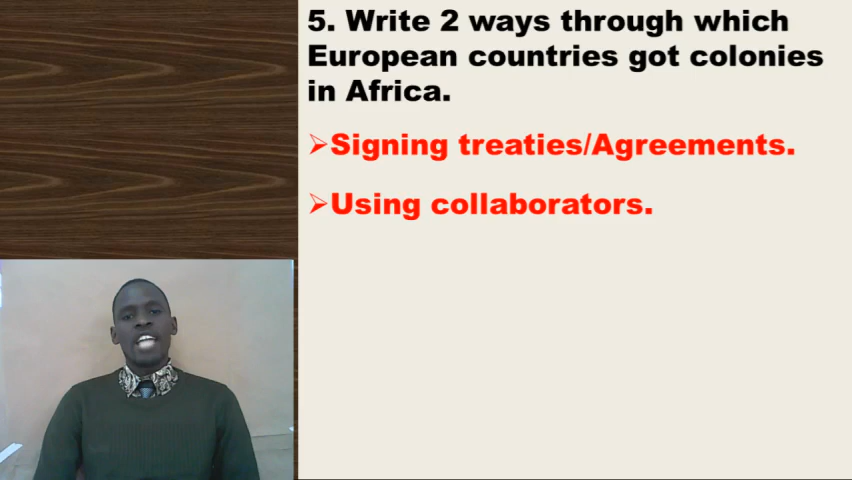 5. Write 2 ways through which
European countries got colonies
in Africa.
➢Signing treaties/Agreements.
➢Using collaborators.